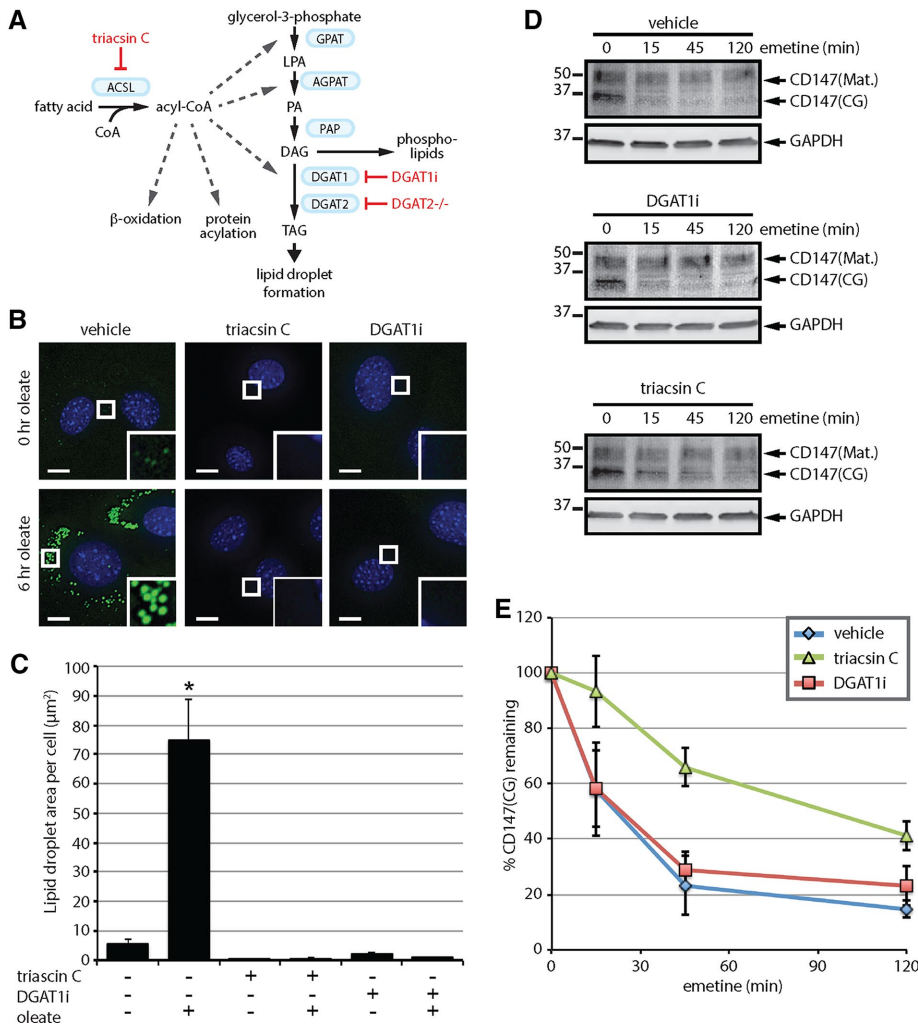 A
glycerol-3-phosphate
triacsin C
GPAT
LPA
ACSL
AGPAT
fatty acid
acyl-CoA
PA
CoA
PAP
DAG
phospho-
lipids
DGAT1
DGAT1i
DGAT2
DGAT2-/-
β-oxidation
protein
acylation
TAG
lipid droplet
formation
B
vehicle triacsin C DGAT1i
0 hr oleate
6 hr oleate
C
Lipid droplet area per cell (µm²)
100
90
80
70
60
50
40
30
20
10
0
*
triascin C - - + + - -
DGAT1i - - - - + +
oleate - + - + - +
D
vehicle
0 15 45 120 emetine (min)
50
37
CD147(Mat.)
CD147(CG)
37
GAPDH
DGAT1i
0 15 45 120 emetine (min)
50
37
CD147(Mat.)
CD147(CG)
37
GAPDH
triacsin C
0 15 45 120 emetine (min)
50
37
CD147(Mat.)
CD147(CG)
37
GAPDH
E
% CD147(CG) remaining
120
100
80
60
40
20
0
vehicle
triacsin C
DGAT1i
0 30 60 90 120
emetine (min)